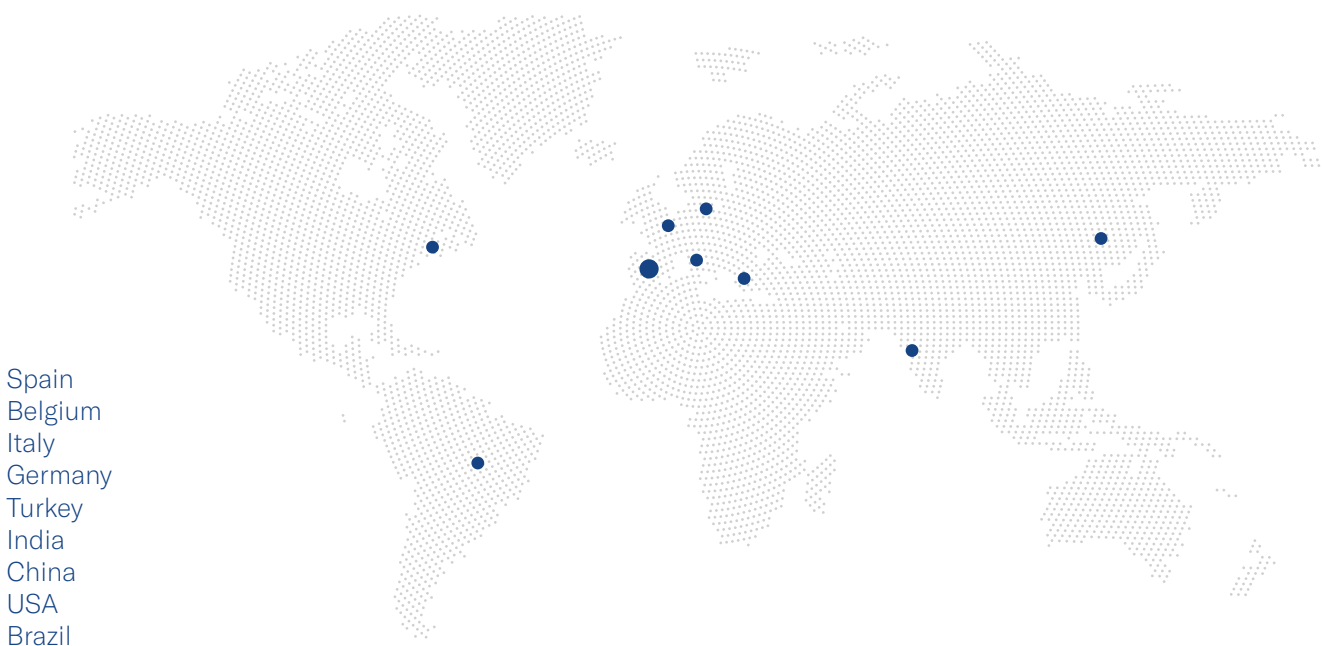 Spain
Belgium
Italy
Germany
Turkey
India
China
USA
Brazil